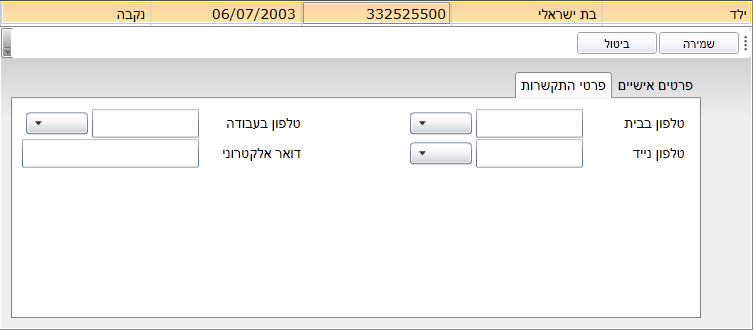 ילד בת ישראלי 332525500 06/07/2003 נקבה
שמירה ביטול
פרטים אישיים פרטי התקשרות
טלפון בבית טלפון בעבודה
טלפון נייד דואר אלקטרוני